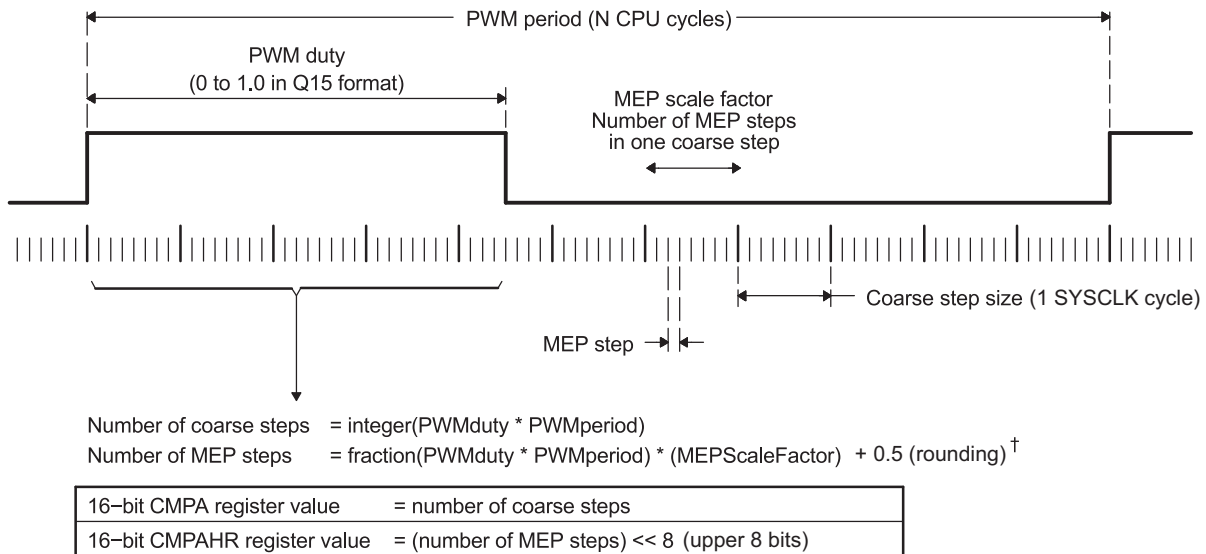 PWM period (N CPU cycles)
PWM duty
(0 to 1.0 in Q15 format)
MEP scale factor
Number of MEP steps
in one coarse step
Coarse step size (1 SYSCLK cycle)
MEP step
Number of coarse steps = integer(PWMduty * PWMperiod)
Number of MEP steps = fraction(PWMduty * PWMperiod) * (MEPScaleFactor) + 0.5 (rounding) †
16−bit CMPA register value = number of coarse steps
16−bit CMPAHR register value = (number of MEP steps) << 8 (upper 8 bits)